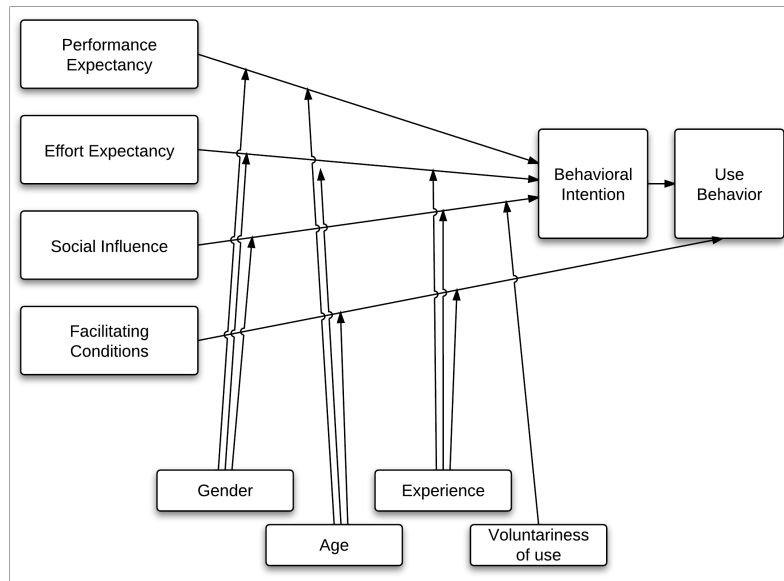 Performance
Expectancy
Effort Expectancy
Social Influence
Facilitating
Conditions
Behavioral
Intention
Use
Behavior
Gender
Experience
Age
Voluntariness
of use